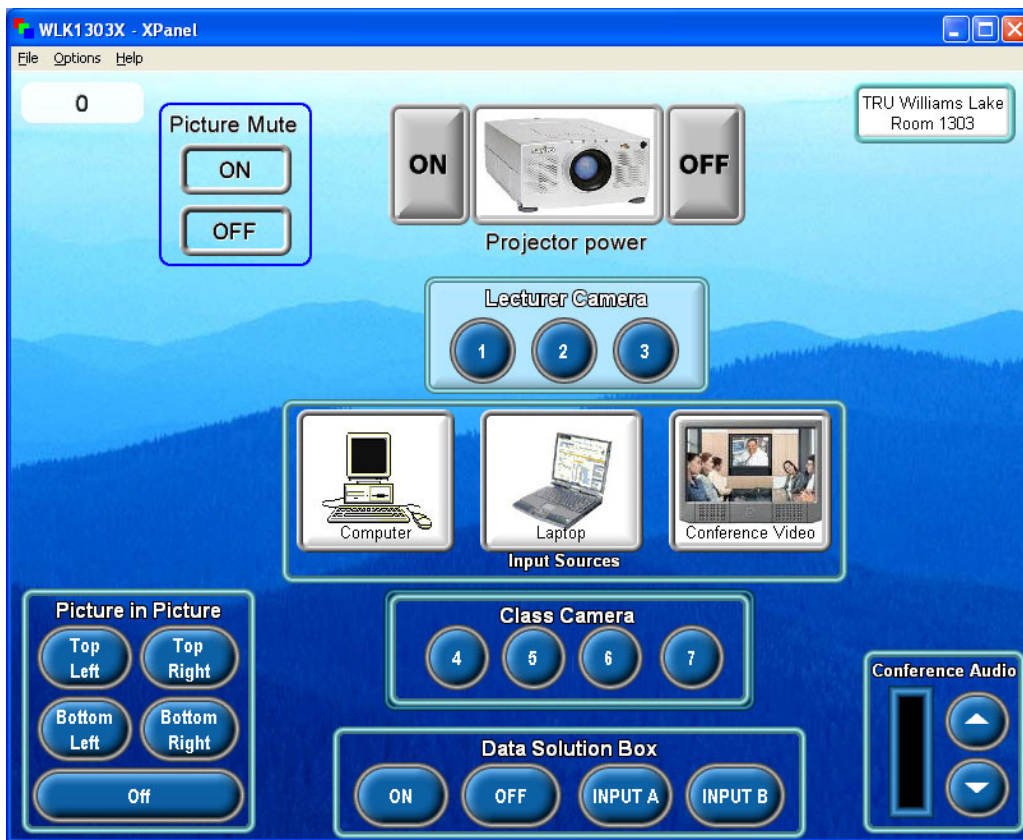 WLK1303X - XPanel
File Options Help
0
Picture Mute
ON
OFF
ON
OFF
Projector power
TRU Williams Lake
Room 1303
Lecturer Camera
1 2 3
Computer
Laptop
Conference Video
Input Sources
Picture in Picture
Top
Left
Top
Right
Bottom
Left
Bottom
Right
Off
Class Camera
4 5 6 7
Data Solution Box
ON OFF INPUT A INPUT B
Conference Audio